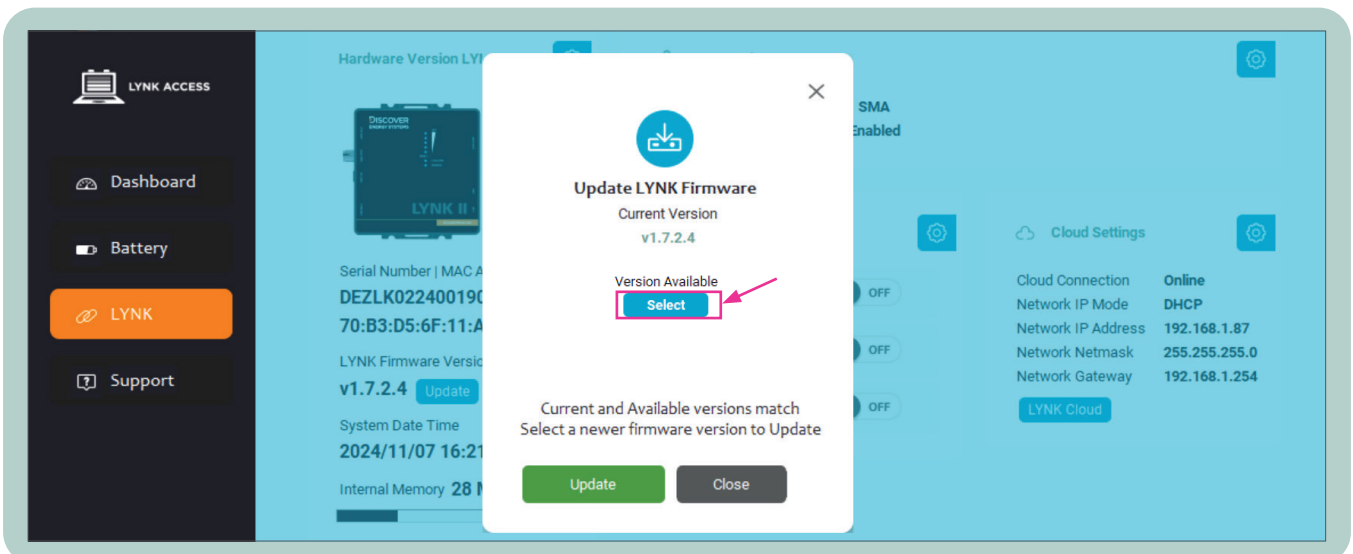 LYNK ACCESS
Dashboard
Battery
LYNK
Support
Hardware Version
DISCOVER
ENERGY SYSTEMS
LYNK II
Serial Number | MAC
DEZLK022400190
70:B3:D5:6F:11:A
LYNK Firmware
v1.7.2.4 Update
System Date Time
2024/11/07 16:21
Internal Memory 28
SMA
Enabled
Update LYNK Firmware
Current Version
v1.7.2.4
Version Available
Select
Current and Available versions match
Select a newer firmware version to Update
Update Close
OFF
OFF
OFF
Cloud Settings
Cloud Connection Online
Network IP Mode DHCP
Network IP Address 192.168.1.87
Network Netmask 255.255.255.0
Network Gateway 192.168.1.254
LYNK Cloud